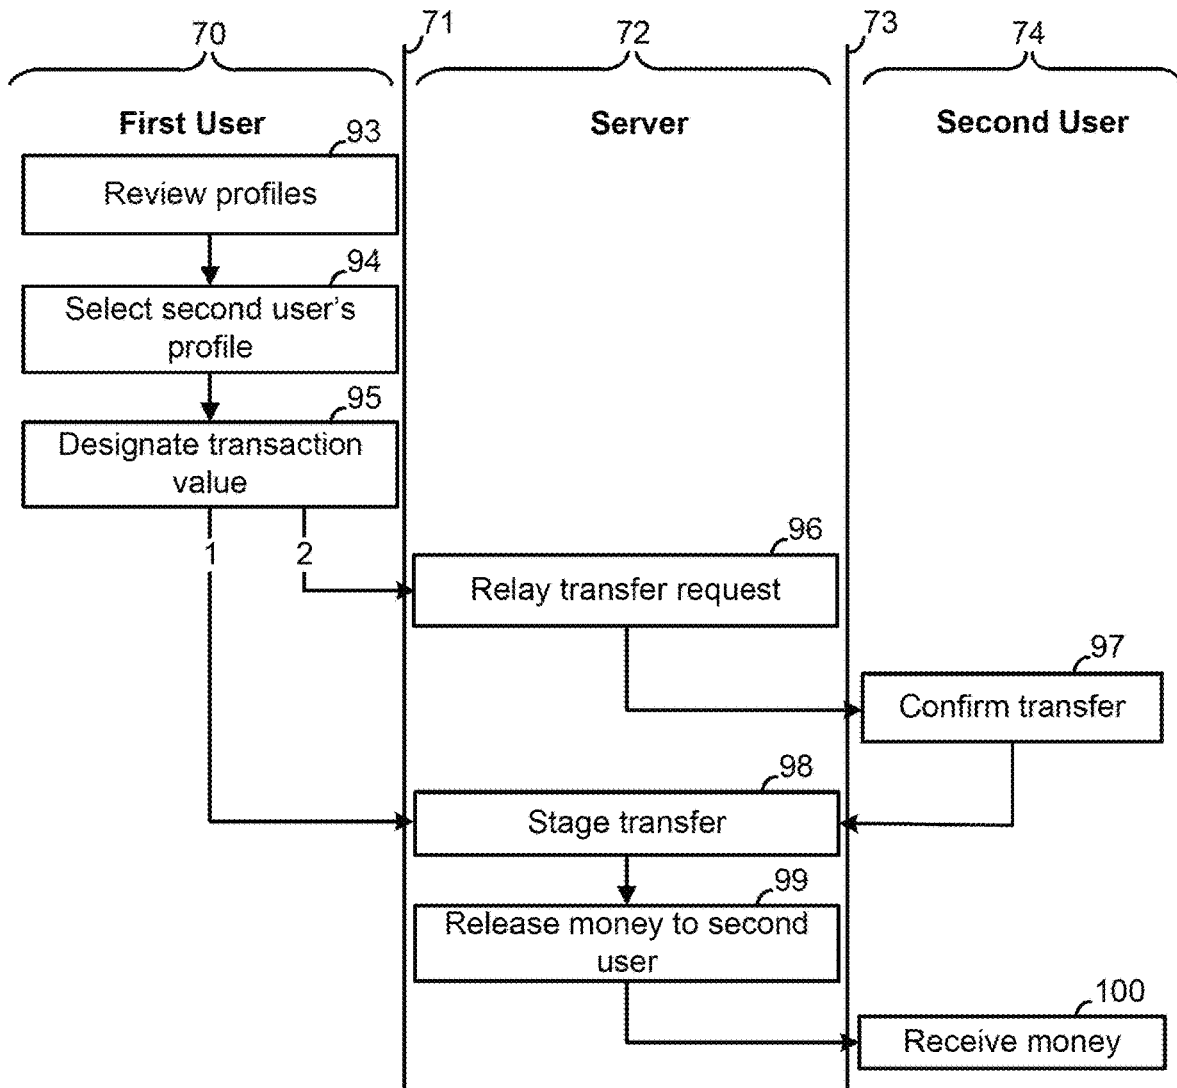 70
71
72
73
74
First User
Server
Second User
93
Review profiles
94
Select second user's
profile
95
Designate transaction
value
1
2
96
Relay transfer request
97
Confirm transfer
98
Stage transfer
99
Release money to second
user
100
Receive money